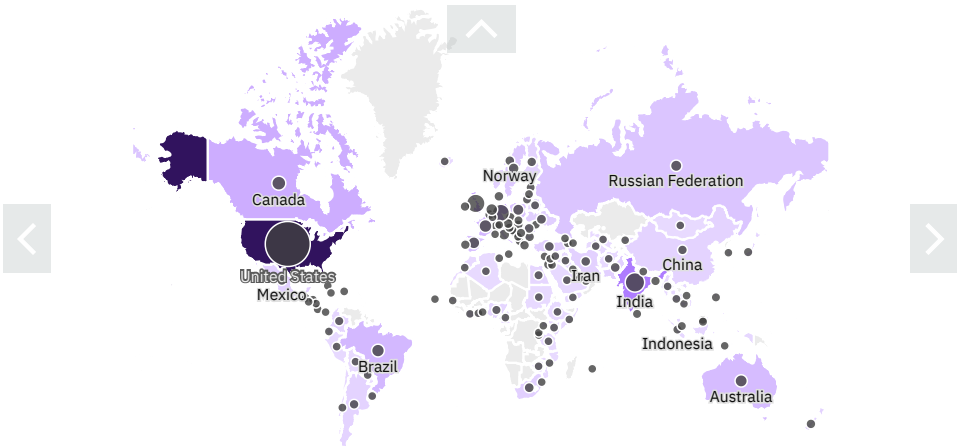 Norway
Russian Federation
Canada
China
Iran
United States
Mexico
India
Indonesia
Brazil
Australia